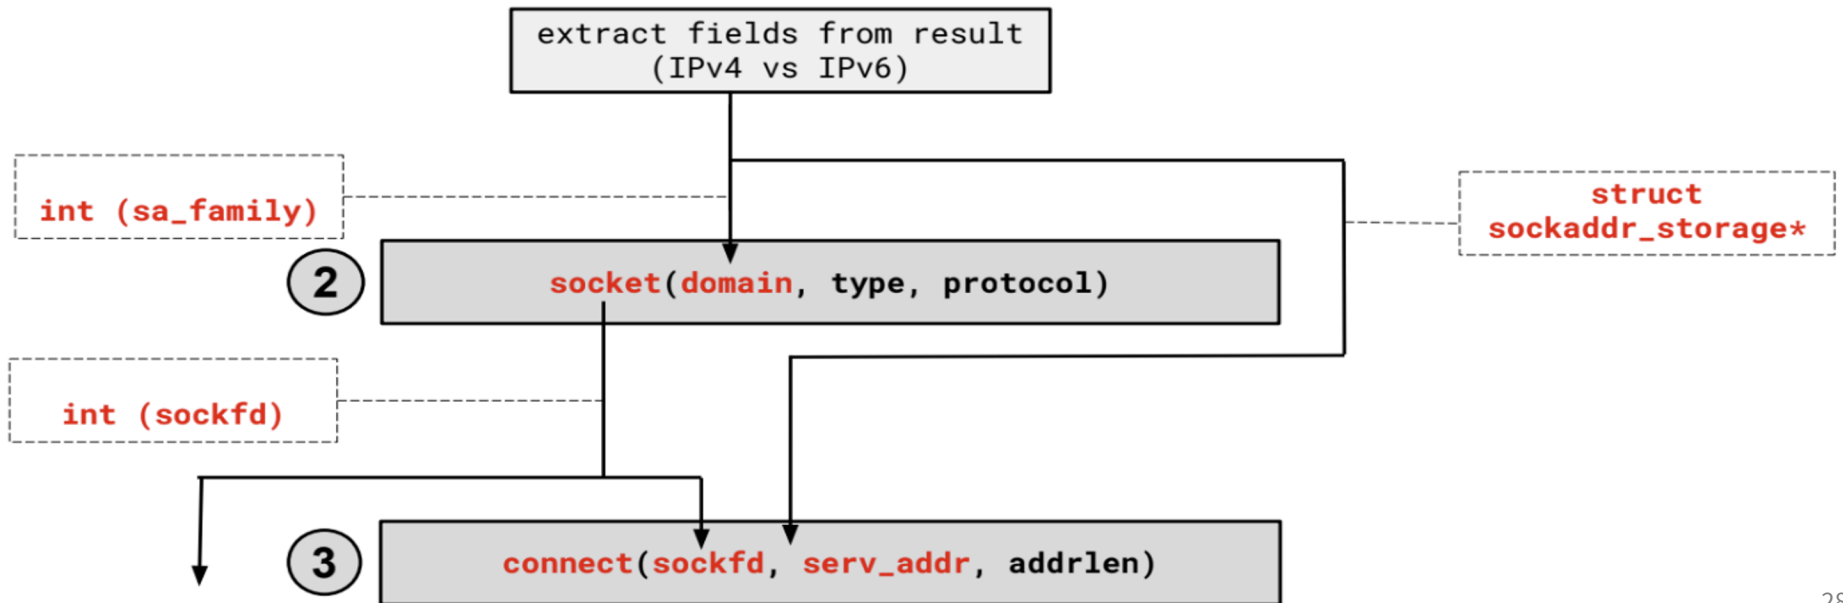 extract fields from result
(IPv4 vs IPv6)
int (sa_family)
struct
sockaddr_storage*
2
socket(domain, type, protocol)
int (sockfd)
3
connect(sockfd, serv_addr, addrlen)
28